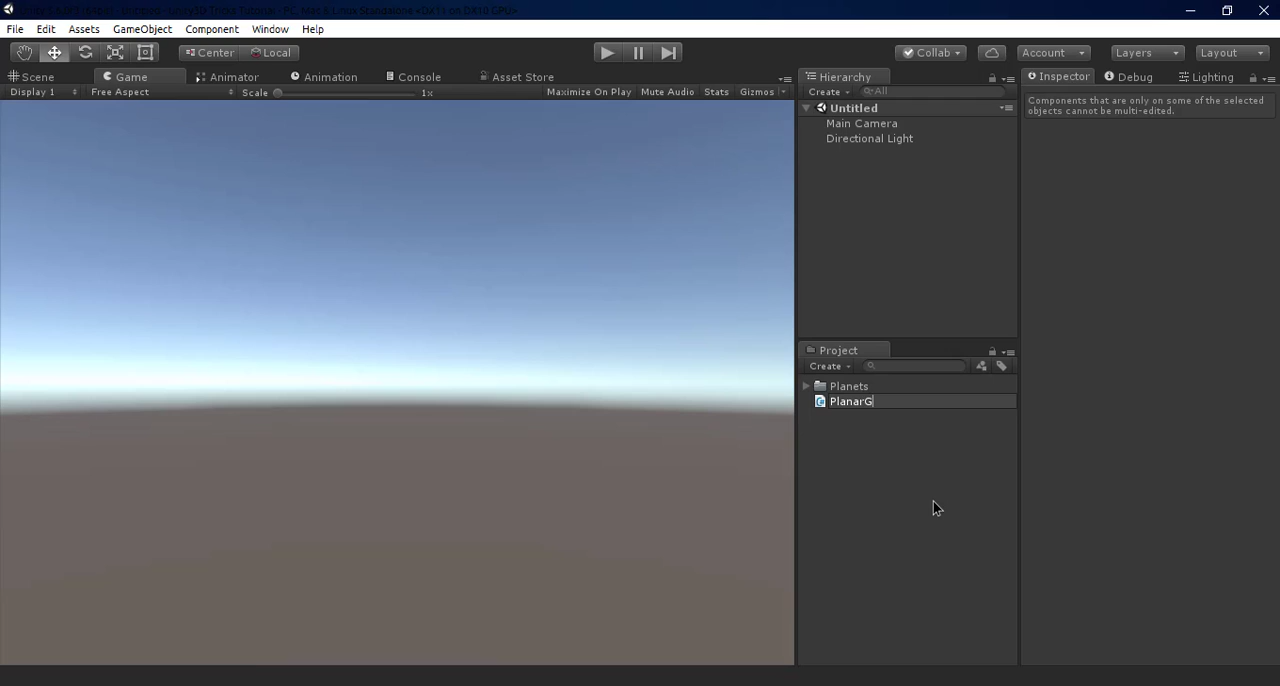 File Edit Assets GameObject Component Window Help
Center Local Collab Account Layers Layout
Scene Game Animator Animation Console Asset Store Hierarchy Inspector Debug Lighting
Display 1 Free Aspect Scale 1x Maximize On Play Mute Audio Stats Gizmos Create All
Components that are only on some of the selected
objects cannot be multi-edited.
Untitled
Main Camera
Directional Light
Project
Create
Planets
PlanarG